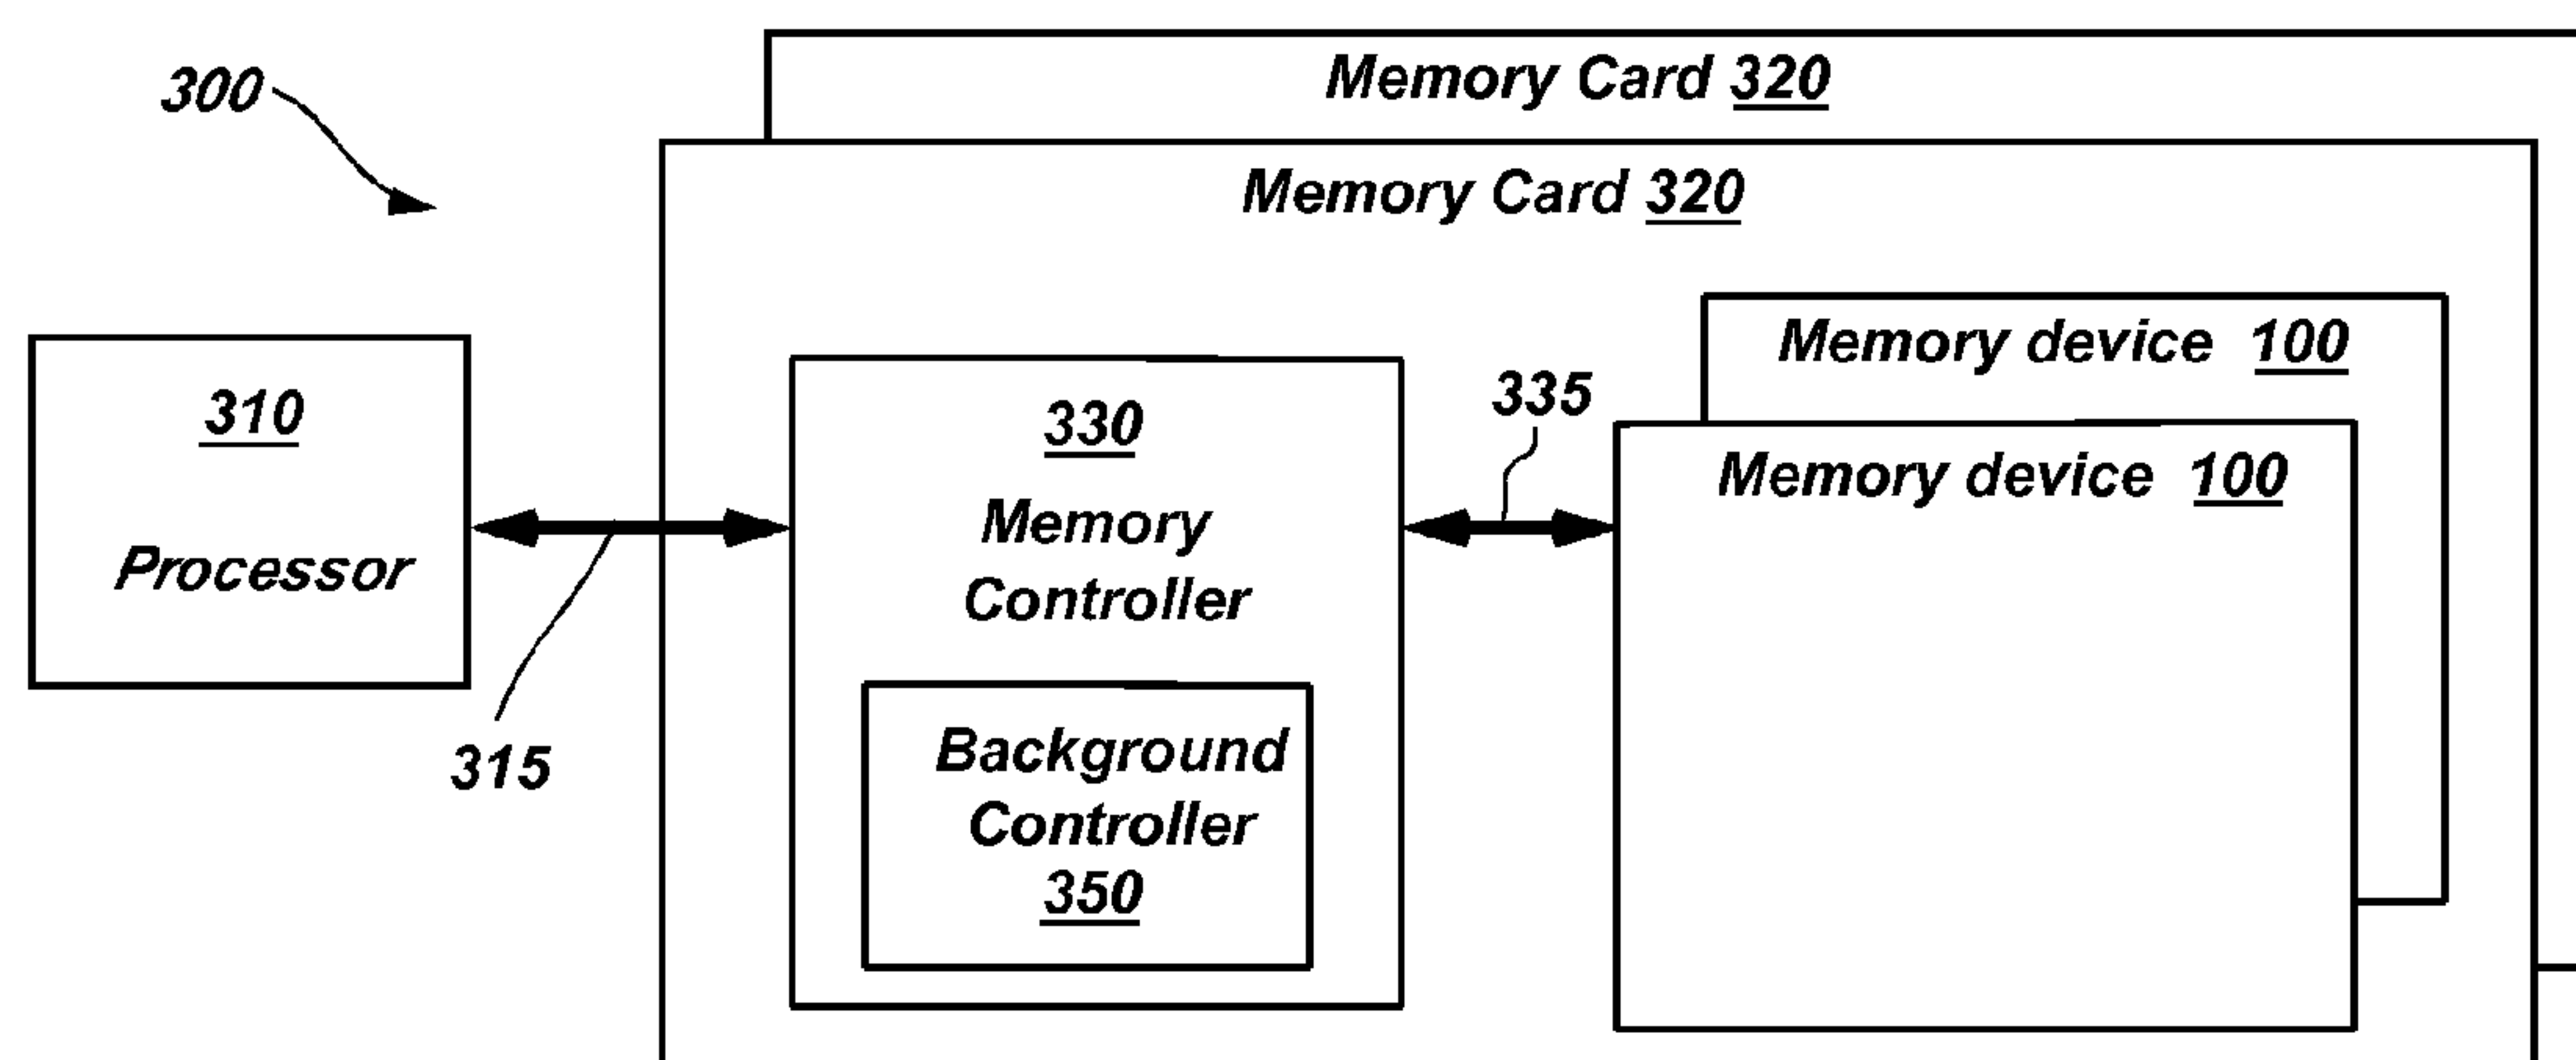 300
Memory Card 320
Memory Card 320
310
Processor
315
330
Memory
Controller
Background
Controller
350
335
Memory device 100
Memory device 100